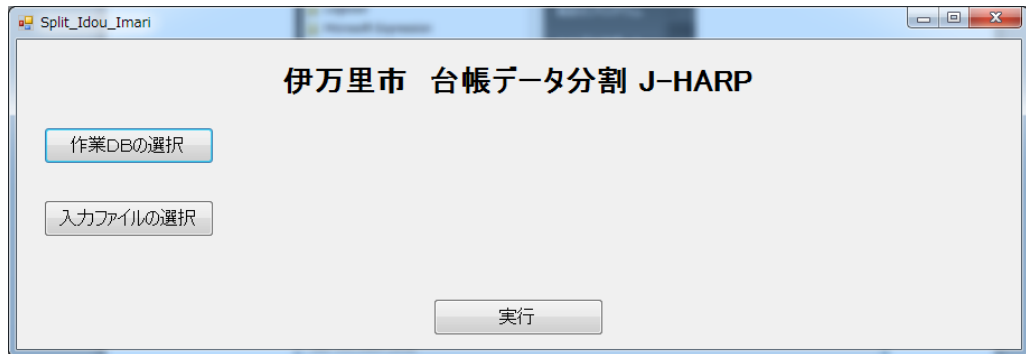 Split_Idou_Imari
伊万里市　台帳データ分割 J-HARP
作業DBの選択
入力ファイルの選択
実行